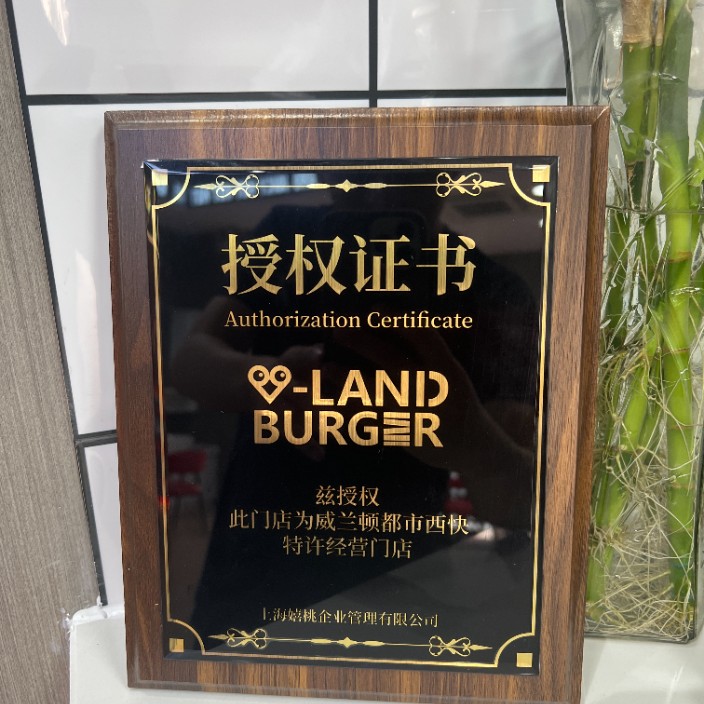 授权证书
Authorization Certificate
99-LAND
BURGER
兹授权
此门店为威兰顿都市西快
特许经营门店
上海嬉桃企业管理有限公司